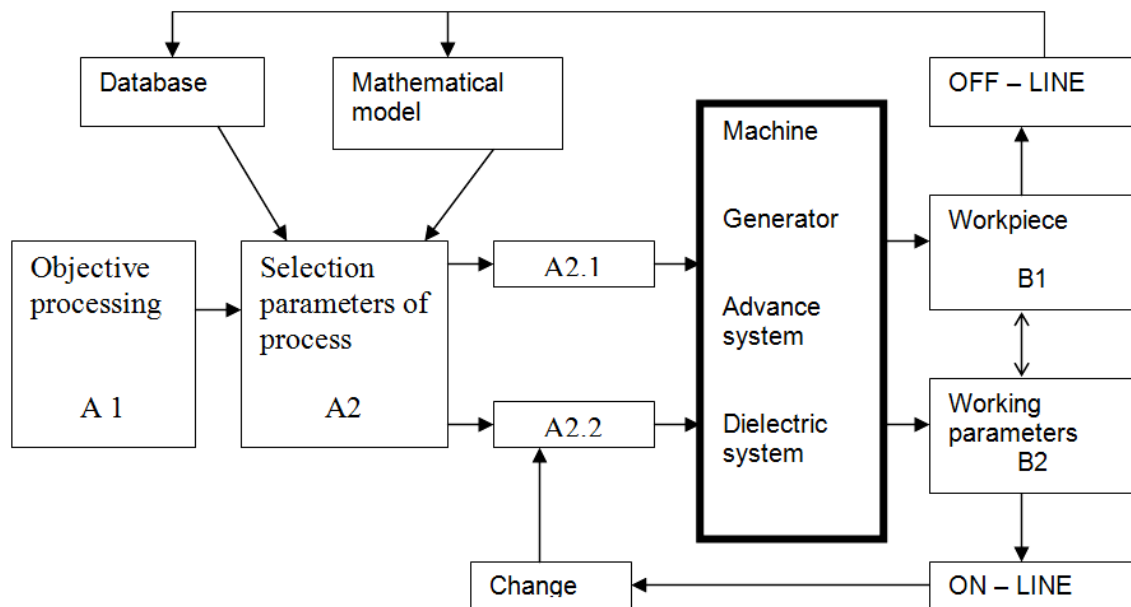 Database
Mathematical
model
OFF – LINE
Machine
Generator
Advance
system
Dielectric
system
Workpiece
B1
Objective
processing
A 1
Selection
parameters of
process
A2
A2.1
A2.2
Working
parameters
B2
Change
ON – LINE